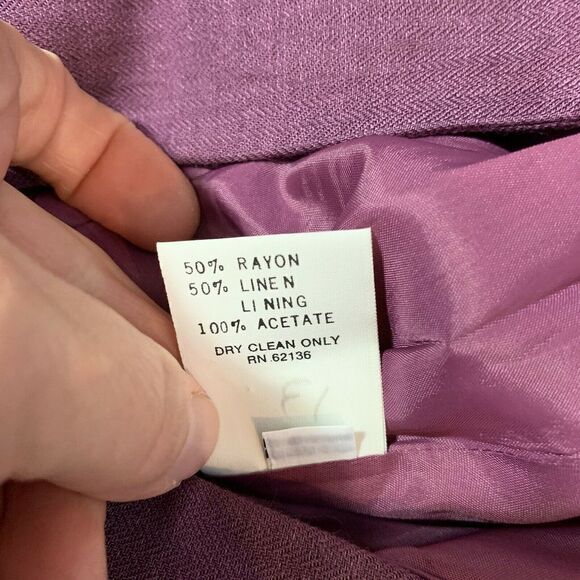 50% RAYON
50% LINEN
LINING
100% ACETATE
DRY CLEAN ONLY
RN 62136